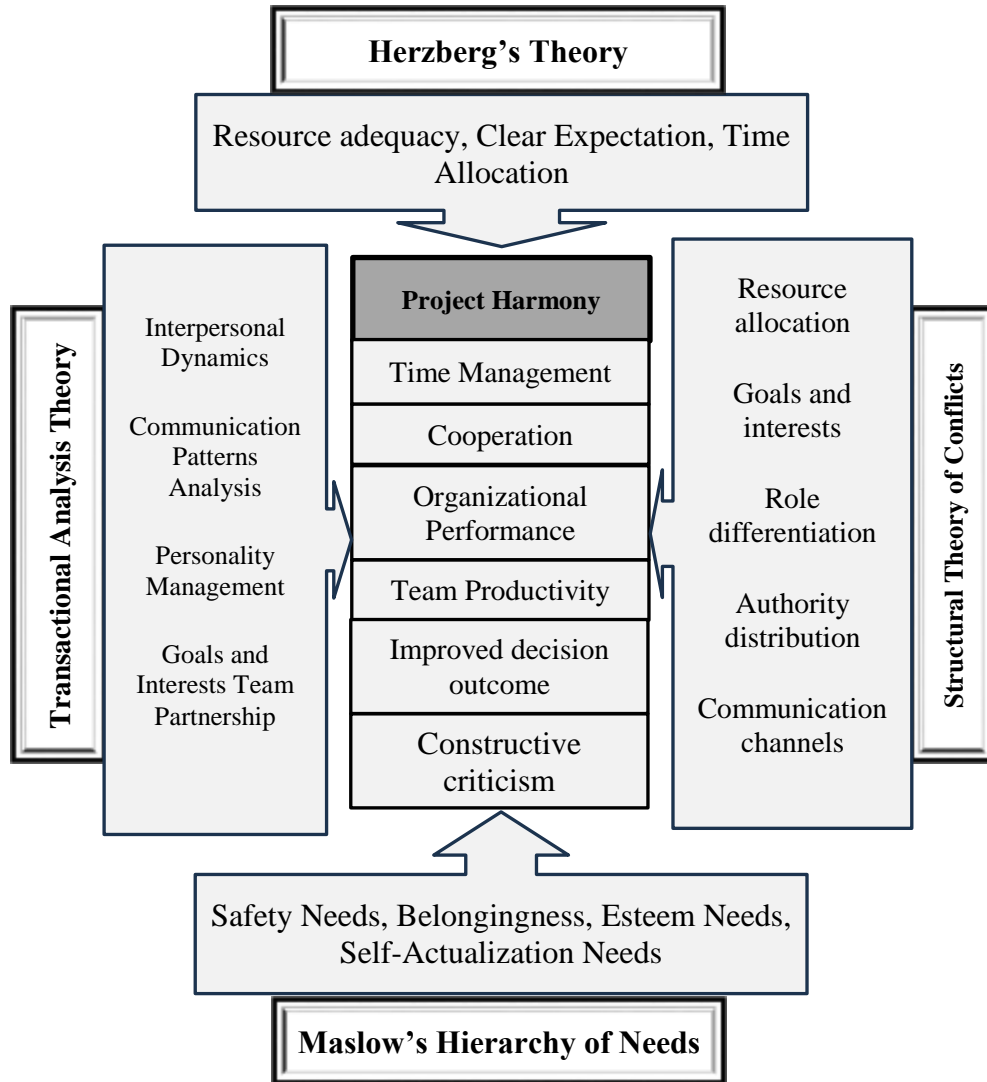 Herzberg’s Theory
Resource adequacy, Clear Expectation, Time
Allocation
Transactional Analysis Theory
Interpersonal
Dynamics
Communication
Patterns
Analysis
Personality
Management
Goals and
Interests Team
Partnership
Project Harmony
Time Management
Cooperation
Organizational
Performance
Team Productivity
Improved decision
outcome
Constructive
criticism
Resource
allocation
Goals and
interests
Role
differentiation
Authority
distribution
Communication
channels
Structural Theory of Conflicts
Safety Needs, Belongingness, Esteem Needs,
Self-Actualization Needs
Maslow’s Hierarchy of Needs